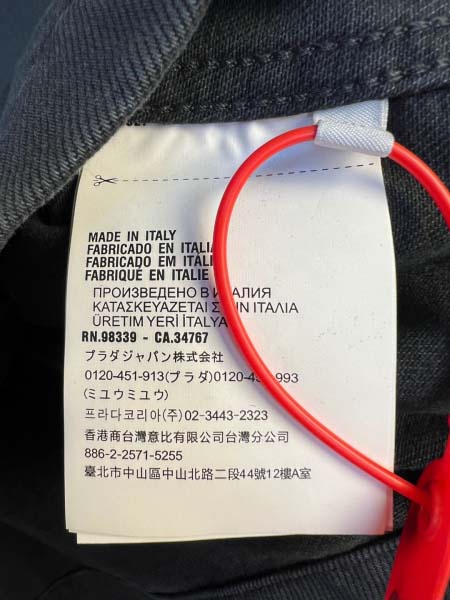 MADE IN ITALY
FABRICADO EN ITALIA
FABRICADO EM
FABRIQUÉ EN ITALIE
ПРОИЗВЕДЕНО В ИТАЛИЯ
ΚΑΤΑΣΚΕΥΑΖΕΤΑΙ ΣΤΗΝ ΙΤΑΛΙΑ
ÜRETIM YERİ İTALYA
RN.98339 - CA.34767
プラダジャパン株式会社
0120-451-913(プラダ)
(ミユウミユウ)
프라다코리아(주) 02-3443-2323
香港商台灣意比有限公司台灣分公司
886-2-2571-5255
臺北市中山區中山北路二段44號12樓A室